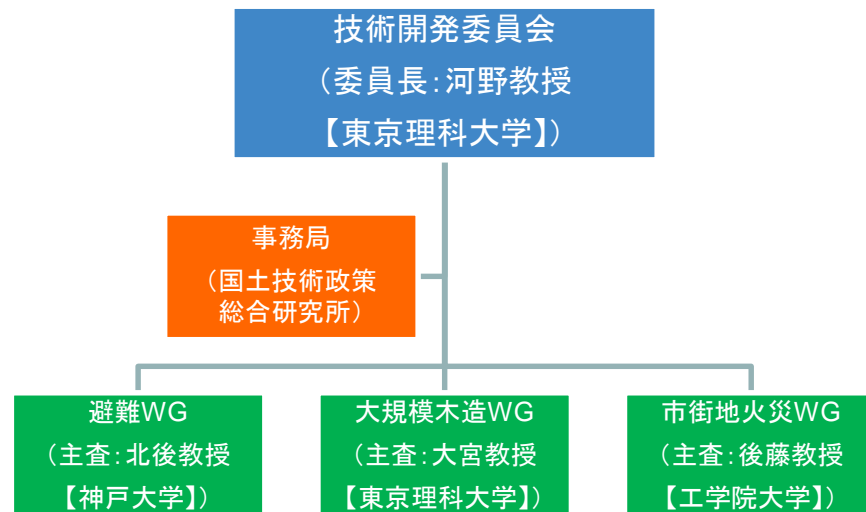 技術開発委員会
（委員長：河野教授
【東京理科大学】）
事務局
（国土技術政策
総合研究所）
避難WG
（主査：北後教授
【神戸大学】）
大規模木造WG
（主査：大宮教授
【東京理科大学】）
市街地火災WG
（主査：後藤教授
【工学院大学】）